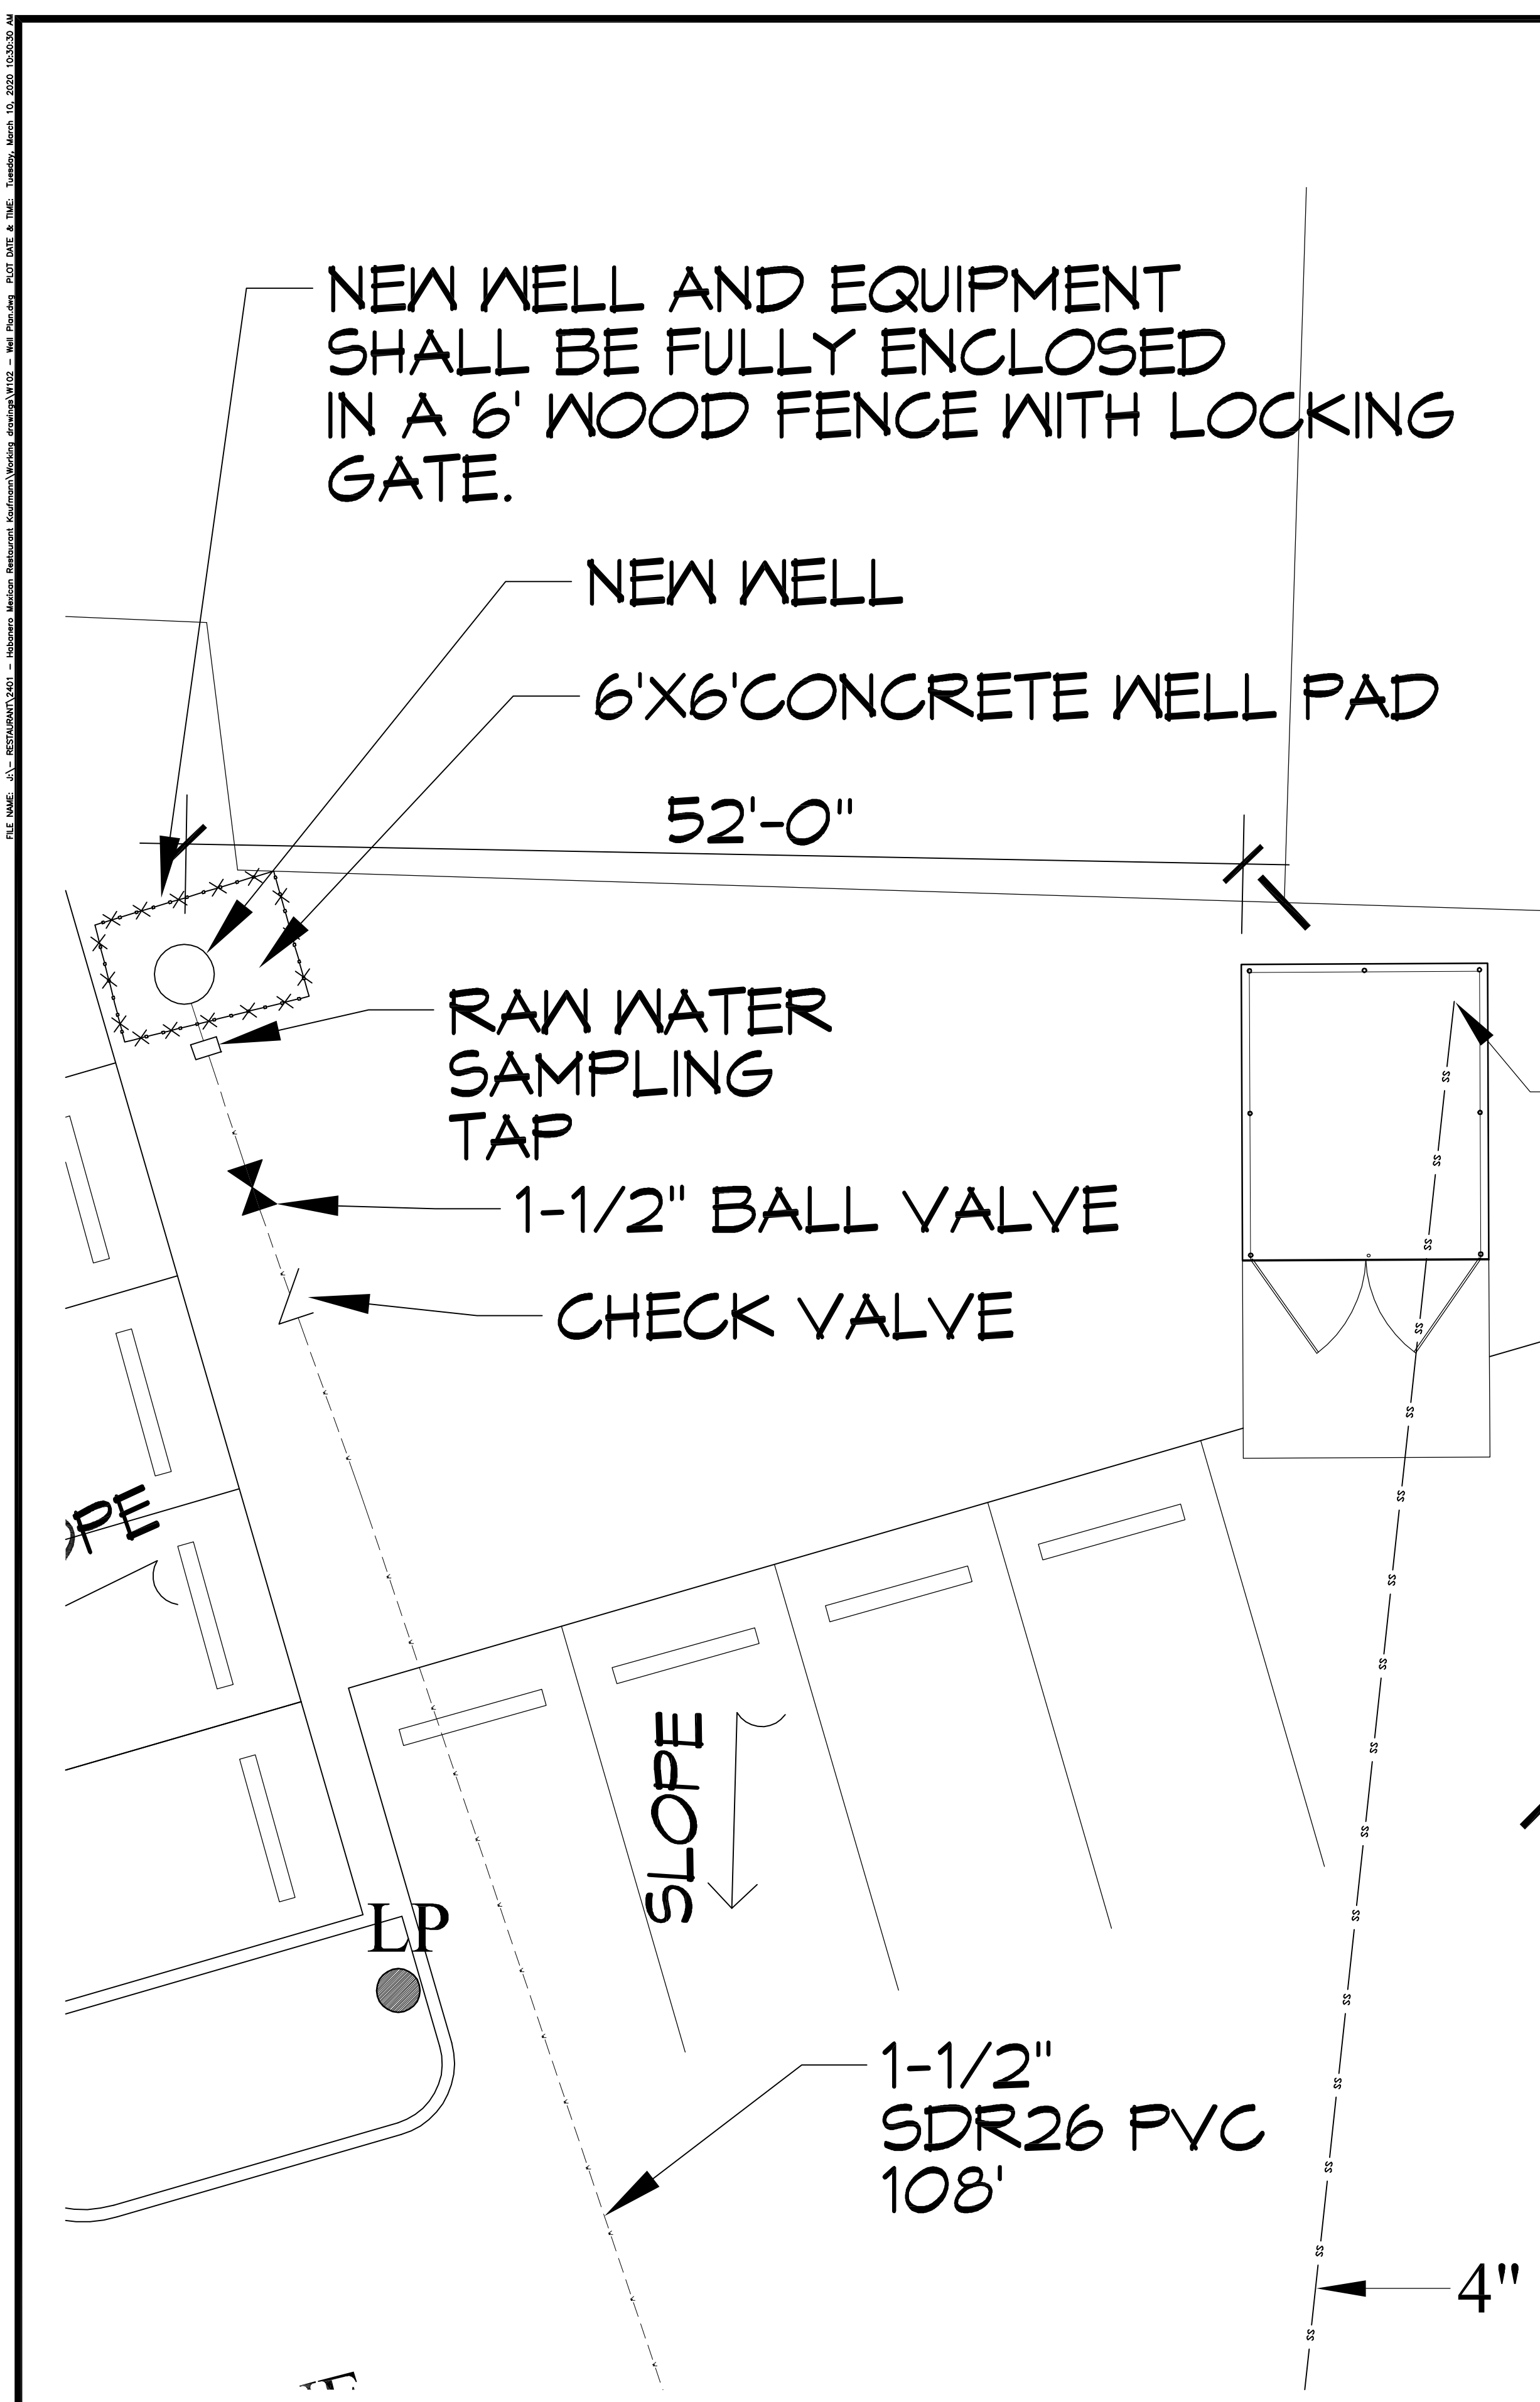 FILE NAME: J:\- RESTAURANT\2401 - Habanero Mexican Restaurant Kaufmann\Working drawings\W102 - Well Plan.dwg PLOT DATE & TIME: Tuesday, March 10, 2020 10:30:30 AM
NEW WELL AND EQUIPMENT
SHALL BE FULLY ENCLOSED
IN A 6' WOOD FENCE WITH LOCKING
GATE.
NEW WELL
6'X6'CONCRETE WELL PAD
52'-0"
RAW WATER
SAMPLING
TAP
1-1/2" BALL VALVE
CHECK VALVE
SLOPE
LP
1-1/2"
SDR26 PVC
108'
4"